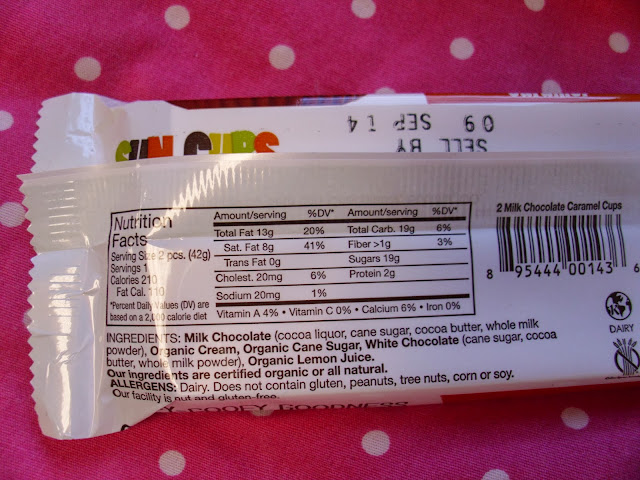 09 SEP 14
SELL BY
SUN CUPS
2 Milk Chocolate Caramel Cups
Nutrition
Facts
Serving Size 2 pcs. (42g)
Servings 1
Calories 210
Fat Cal. 110
*Percent Daily Values (DV) are
based on a 2,000 calorie diet
Amount/serving %DV* Amount/serving %DV*
Total Fat 13g 20% Total Carb. 19g 6%
Sat. Fat 8g 41% Fiber >1g 3%
Trans Fat 0g Sugars 19g
Cholest. 20mg 6% Protein 2g
Sodium 20mg 1%
Vitamin A 4% • Vitamin C 0% • Calcium 6% • Iron 0%
8 95444 00143 6
DAIRY
INGREDIENTS: Milk Chocolate (cocoa liquor, cane sugar, cocoa butter, whole milk
powder), Organic Cream, Organic Cane Sugar, White Chocolate (cane sugar, cocoa
butter, whole milk powder), Organic Lemon Juice.
Our ingredients are certified organic or all natural.
ALLERGENS: Dairy. Does not contain gluten, peanuts, tree nuts, corn or soy.
Our facility is nut and gluten-free.
GOOEY GOODNESS